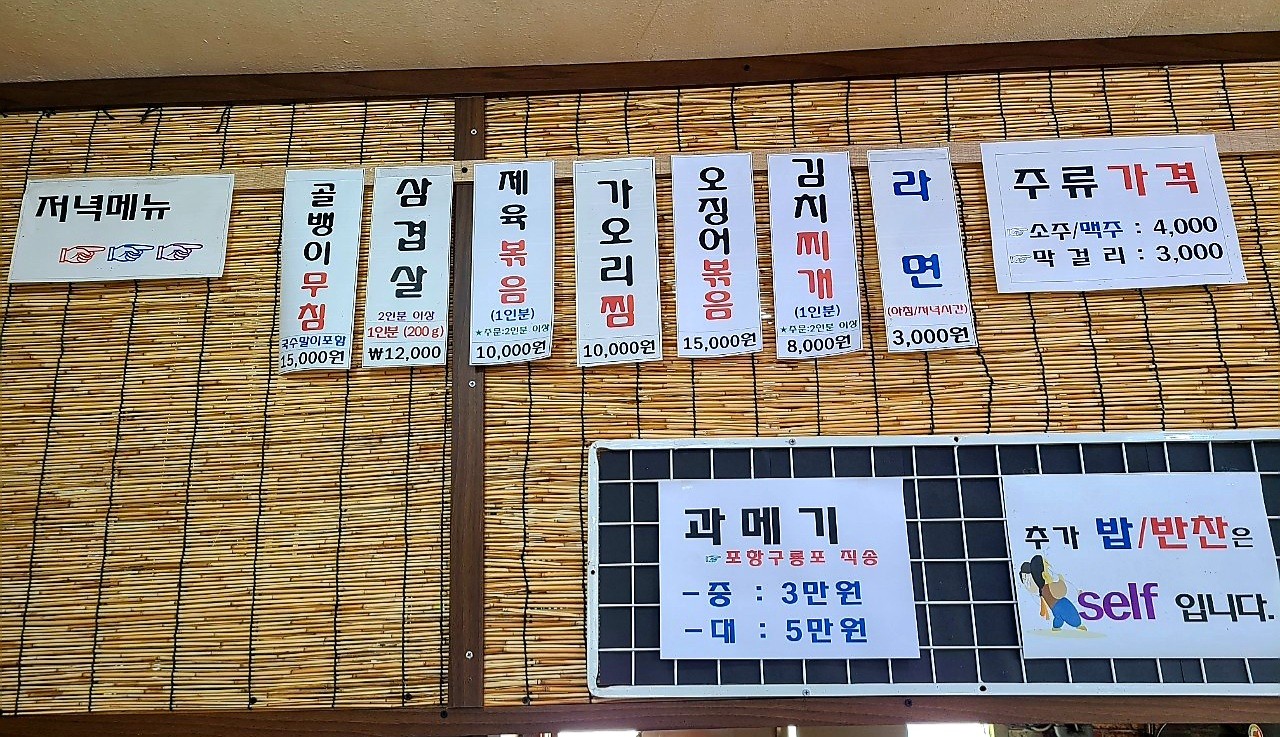 저녁메뉴
☞☞☞
골뱅이무침
국수말이포함
15,000원
삼겹살
2인분 이상
1인분 (200g)
₩12,000
제육볶음
(1인분)
★주문:2인분 이상
10,000원
가오리찜
10,000원
오징어볶음
15,000원
김치찌개
(1인분)
★주문:2인분 이상
8,000원
라면
(아침/저녁시간)
3,000원
주류가격
☞소주/맥주 : 4,000
☞막걸리 : 3,000
과메기
☞포항구룡포 직송
-중 : 3만원
-대 : 5만원
추가 밥/반찬은
self 입니다.